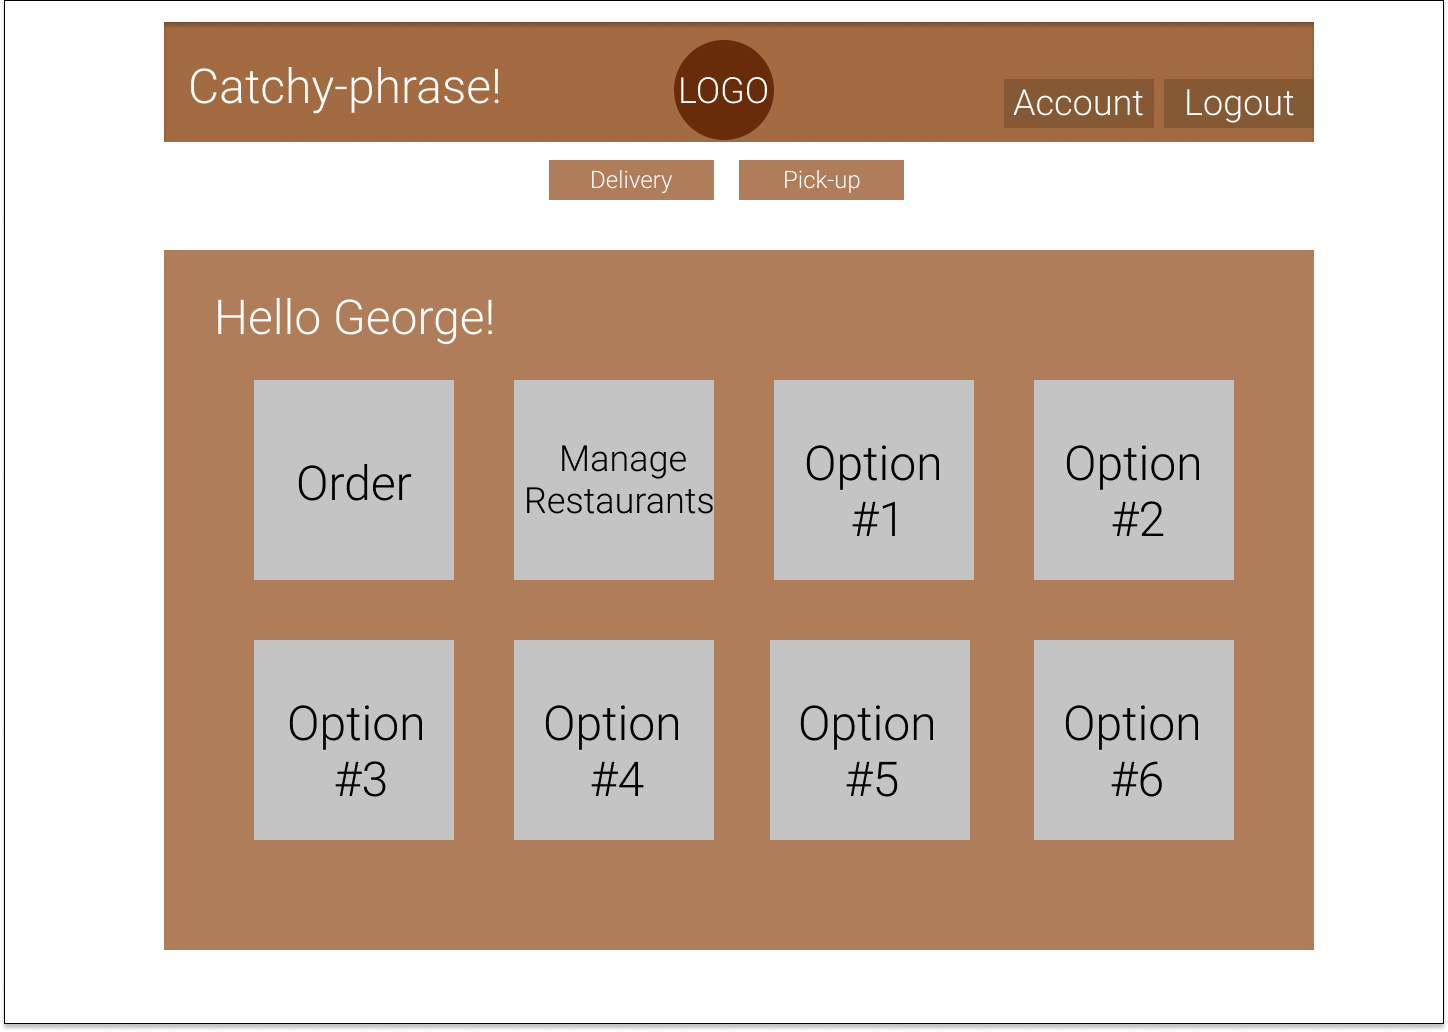 Catchy-phrase!
LOGO
Account
Logout
Delivery
Pick-up
Hello George!
Order
Manage
Restaurants
Option
#1
Option
#2
Option
#3
Option
#4
Option
#5
Option
#6